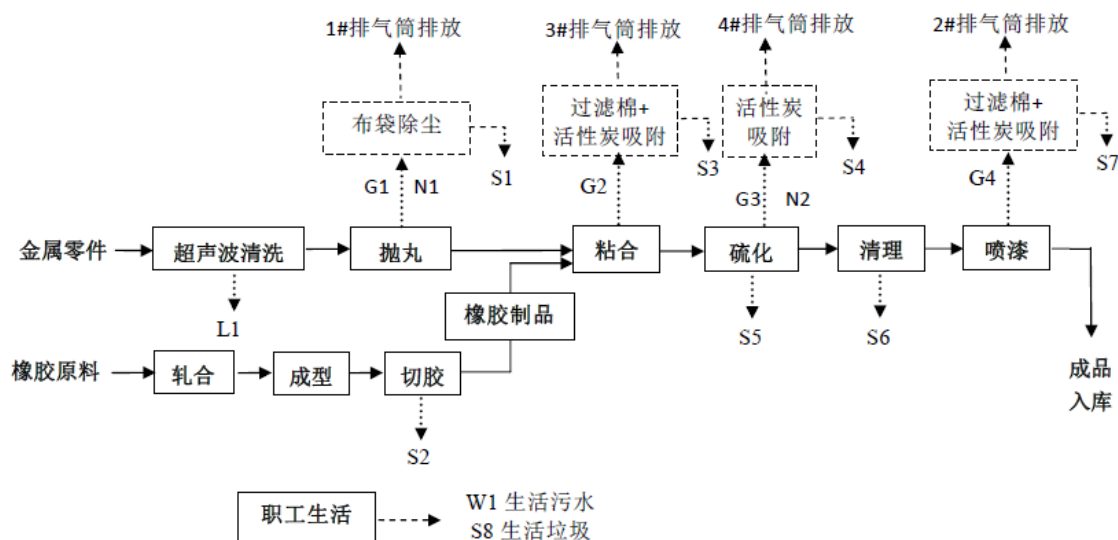 1#排气筒排放
3#排气筒排放
4#排气筒排放
2#排气筒排放
布袋除尘
过滤棉+
活性炭吸附
活性炭
吸附
过滤棉+
活性炭吸附
S1
S3
S4
S7
G1
N1
G2
G3
N2
G4
金属零件
超声波清洗
抛丸
粘合
硫化
清理
喷漆
橡胶制品
L1
S5
S6
橡胶原料
轧合
成型
切胶
成品
入库
S2
职工生活
W1 生活污水
S8 生活垃圾